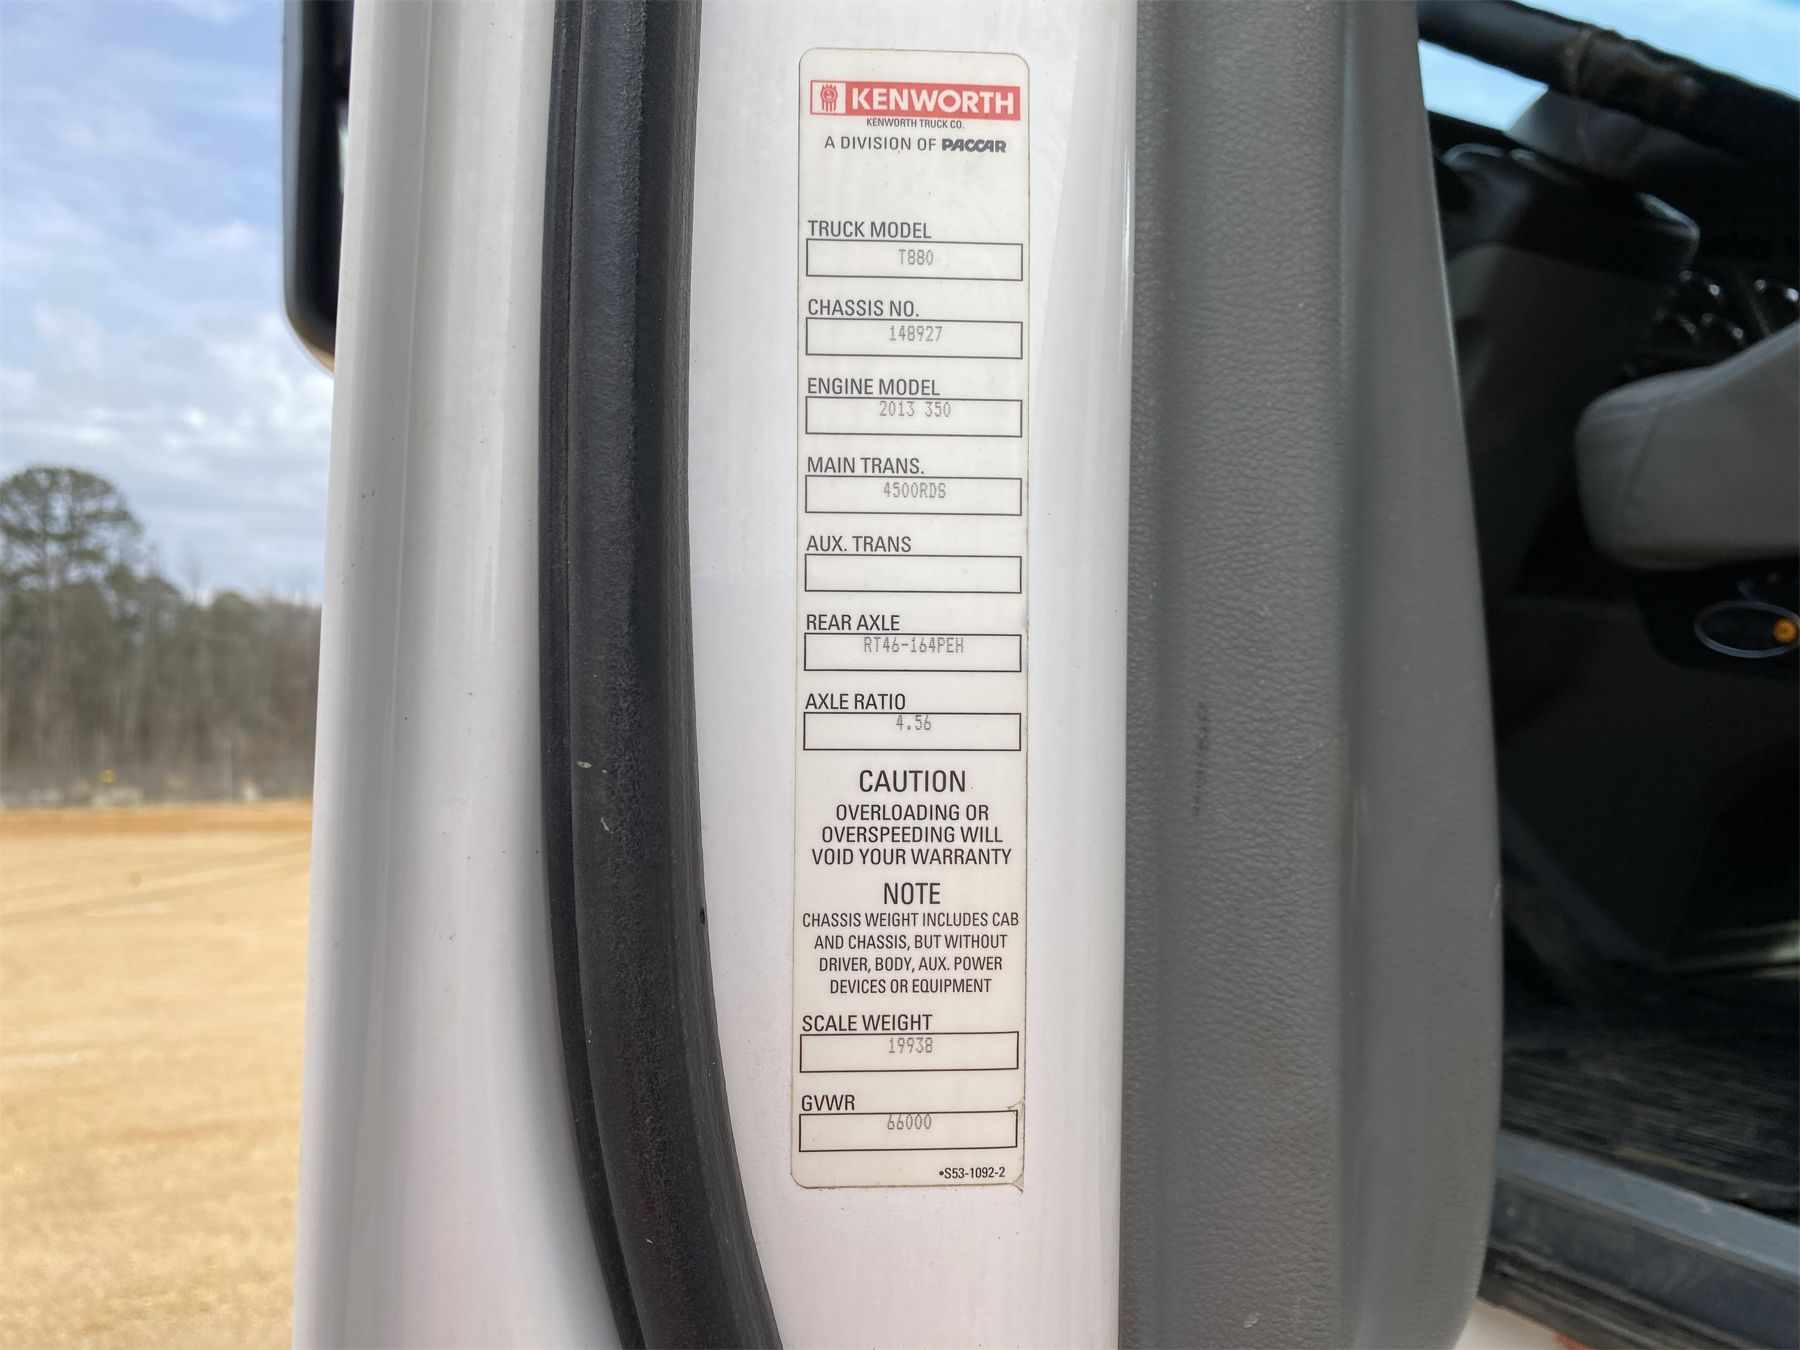 KENWORTH
KENWORTH TRUCK CO.
A DIVISION OF PACCAR
TRUCK MODEL
T880
CHASSIS NO.
148927
ENGINE MODEL
2013 350
MAIN TRANS.
4500RDS
AUX. TRANS
REAR AXLE
RT46-164PEH
AXLE RATIO
4.56
CAUTION
OVERLOADING OR
OVERSPEEDING WILL
VOID YOUR WARRANTY
NOTE
CHASSIS WEIGHT INCLUDES CAB
AND CHASSIS, BUT WITHOUT
DRIVER, BODY, AUX. POWER
DEVICES OR EQUIPMENT
SCALE WEIGHT
19938
GVWR
66000
•S53-1092-2